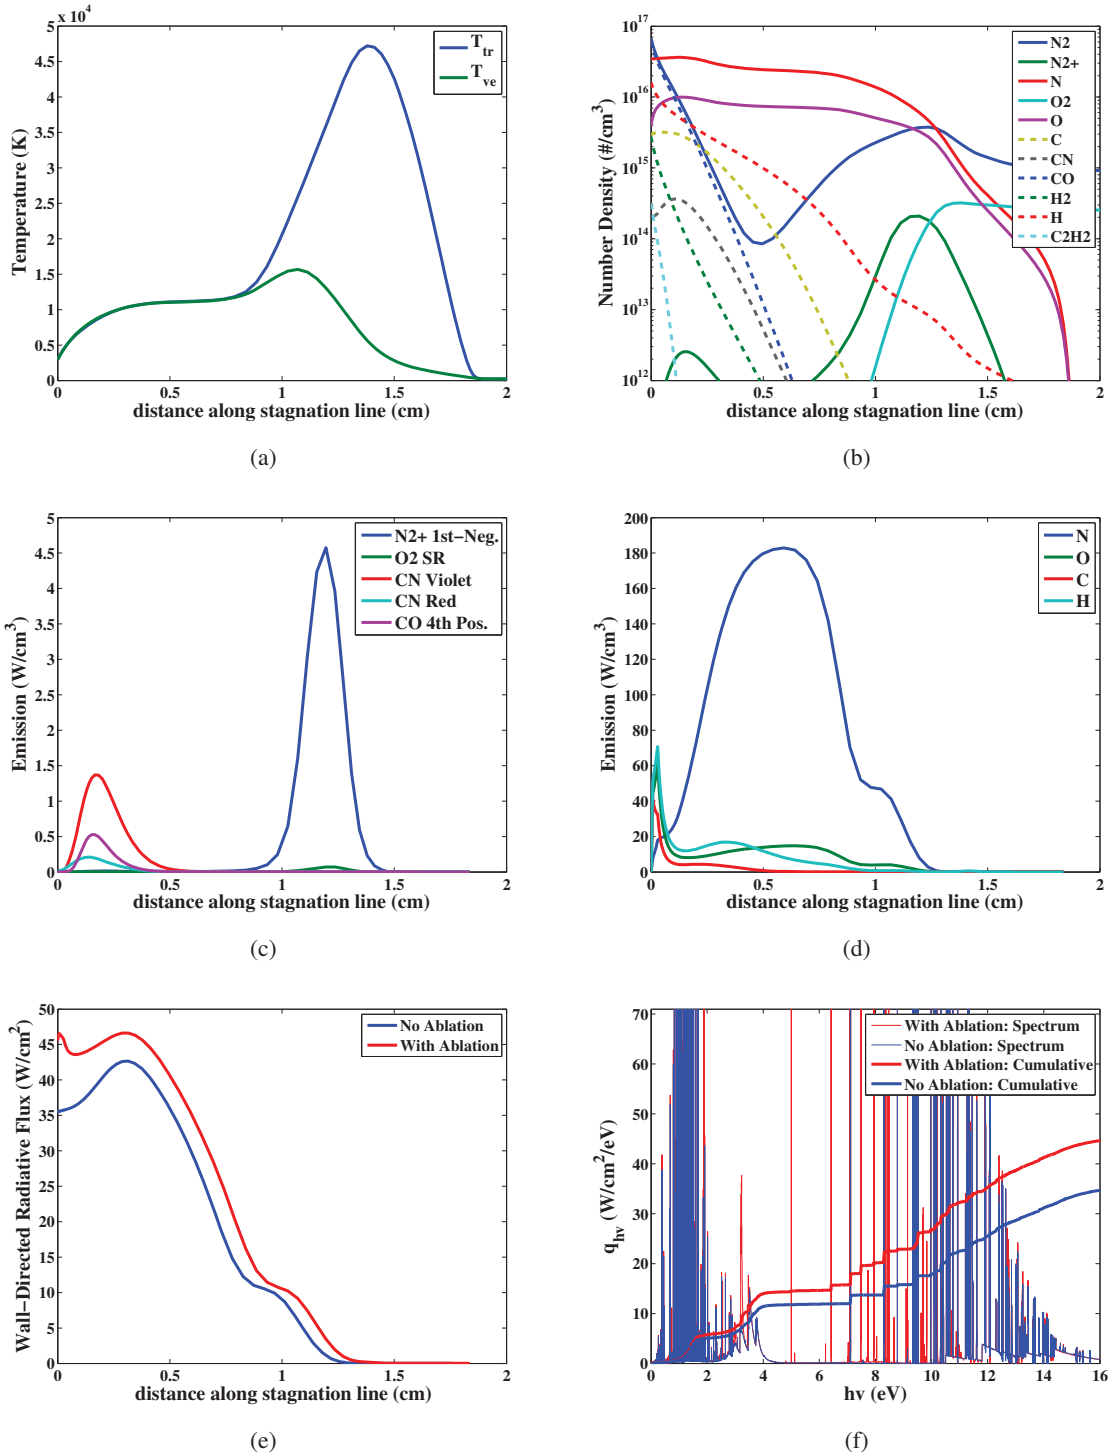 x 10^4
5
4.5
4
3.5
3
2.5
2
1.5
1
0.5
0
0
0.5
1
1.5
2
Temperature (K)
distance along stagnation line (cm)
T_tr
T_ve
(a)
10^17
10^16
10^15
10^14
10^13
10^12
0
0.5
1
1.5
2
Number Density (#/cm^3)
distance along stagnation line (cm)
N2
N2+
N
O2
O
C
CN
CO
H2
H
C2H2
(b)
5
4.5
4
3.5
3
2.5
2
1.5
1
0.5
0
0
0.5
1
1.5
2
Emission (W/cm^3)
distance along stagnation line (cm)
N2+ 1st−Neg.
O2 SR
CN Violet
CN Red
CO 4th Pos.
(c)
200
180
160
140
120
100
80
60
40
20
0
0
0.5
1
1.5
2
Emission (W/cm^3)
distance along stagnation line (cm)
N
O
C
H
(d)
50
45
40
35
30
25
20
15
10
5
0
0
0.5
1
1.5
2
Wall−Directed Radiative Flux (W/cm^2)
distance along stagnation line (cm)
No Ablation
With Ablation
(e)
70
60
50
40
30
20
10
0
0
2
4
6
8
10
12
14
16
q_hν (W/cm^2/eV)
hν (eV)
With Ablation: Spectrum
No Ablation: Spectrum
With Ablation: Cumulative
No Ablation: Cumulative
(f)